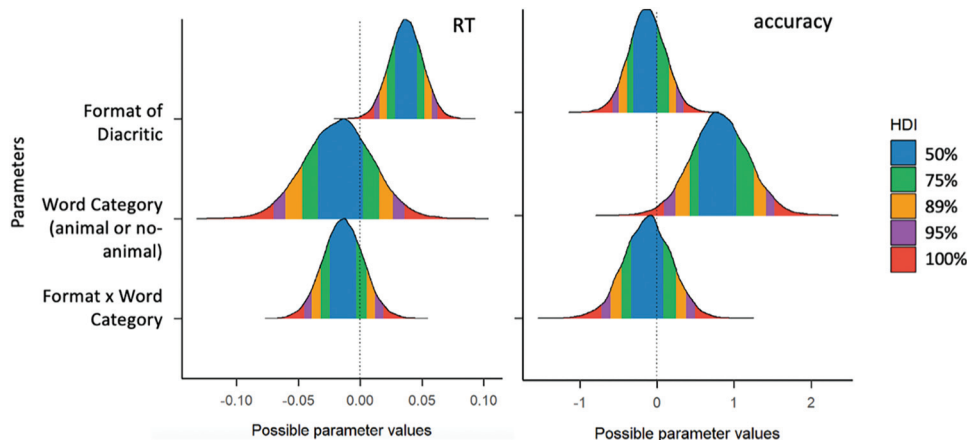 RT
accuracy
Parameters
Format of
Diacritic
Word Category
(animal or no-
animal)
Format x Word
Category
-0.10
-0.05
0.00
0.05
0.10
Possible parameter values
-1
0
1
2
Possible parameter values
HDI
50%
75%
89%
95%
100%